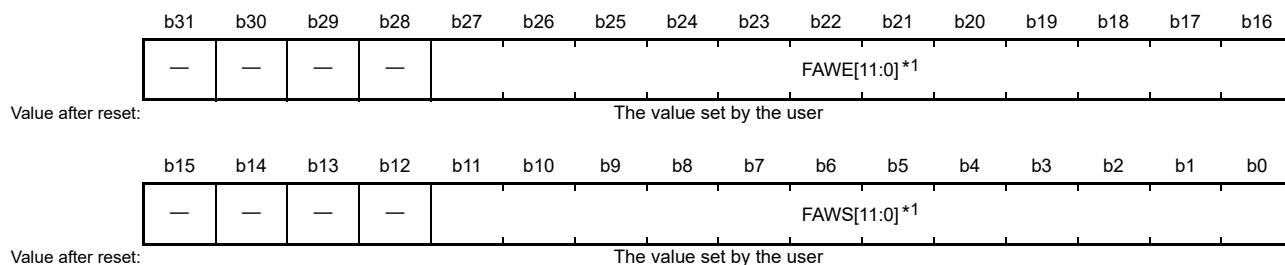 b31 b30 b29 b28 b27 b26 b25 b24 b23 b22 b21 b20 b19 b18 b17 b16
— — — — FAWE[11:0]*1
Value after reset: The value set by the user
b15 b14 b13 b12 b11 b10 b9 b8 b7 b6 b5 b4 b3 b2 b1 b0
— — — — FAWS[11:0]*1
Value after reset: The value set by the user